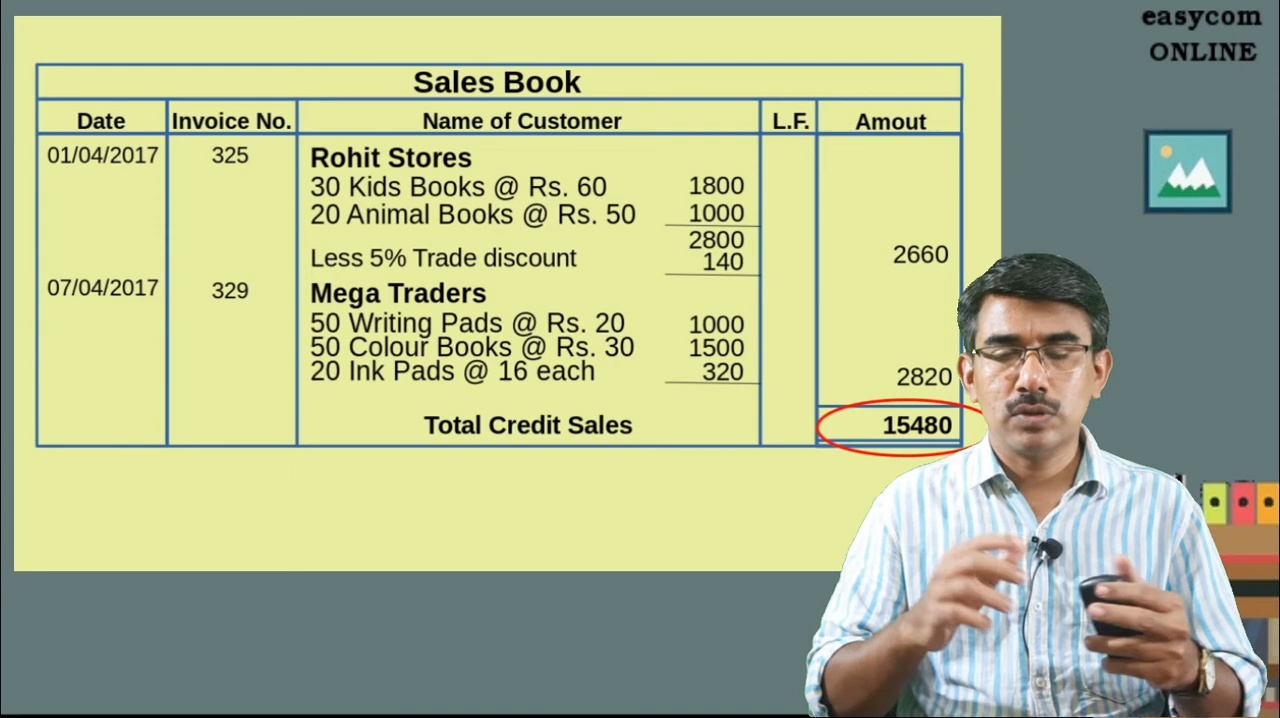 easycom
ONLINE
Sales Book
Date Invoice No. Name of Customer L.F. Amout
01/04/2017 325 Rohit Stores
30 Kids Books @ Rs. 60 1800
20 Animal Books @ Rs. 50 1000
2800
Less 5% Trade discount 140 2660
07/04/2017 329 Mega Traders
50 Writing Pads @ Rs. 20 1000
50 Colour Books @ Rs. 30 1500
20 Ink Pads @ 16 each 320 2820
Total Credit Sales 15480